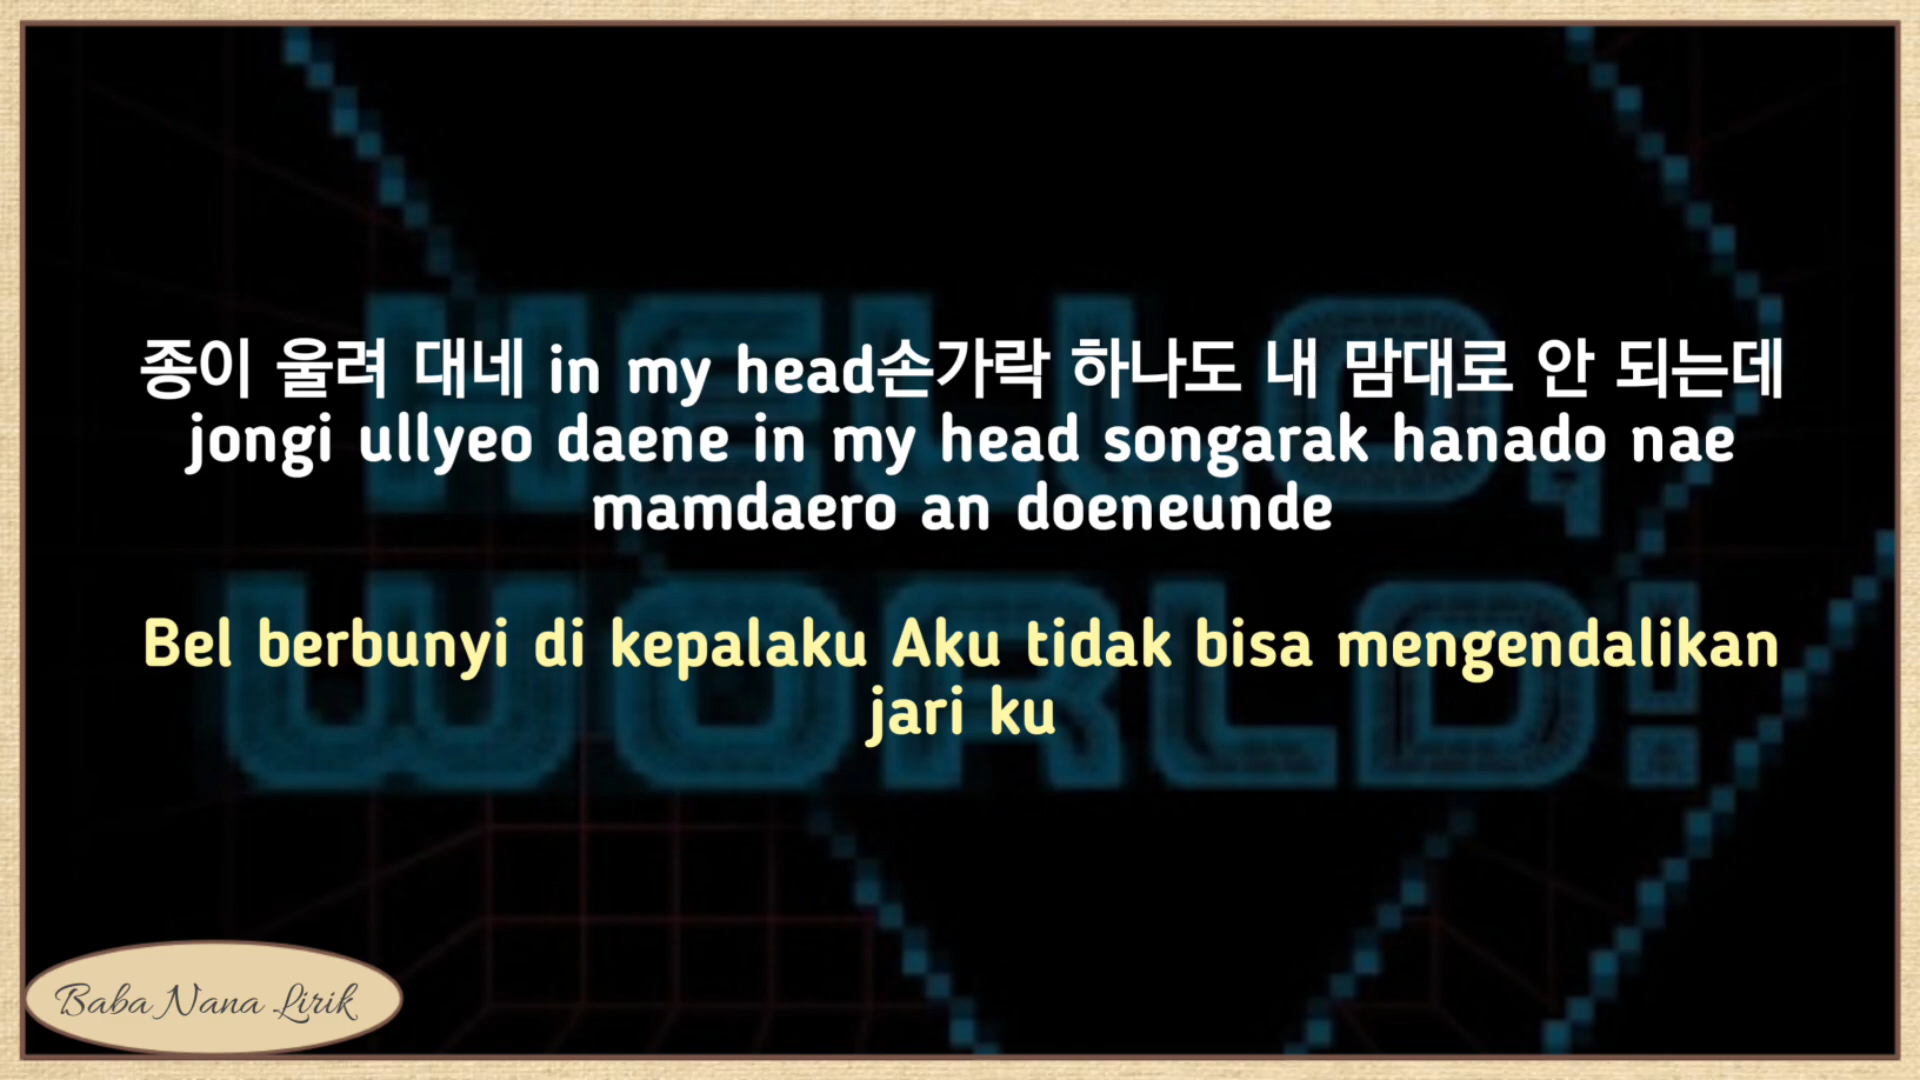 종이 울려 대네 in my head손가락 하나도 내 맘대로 안 되는데
jongi ullyeo daene in my head songarak hanado nae
mamdaero an doeneunde
HELLO,
Bel berbunyi di kepalaku Aku tidak bisa mengendalikan
jari ku
WORLD!
Baba Nana Lirik